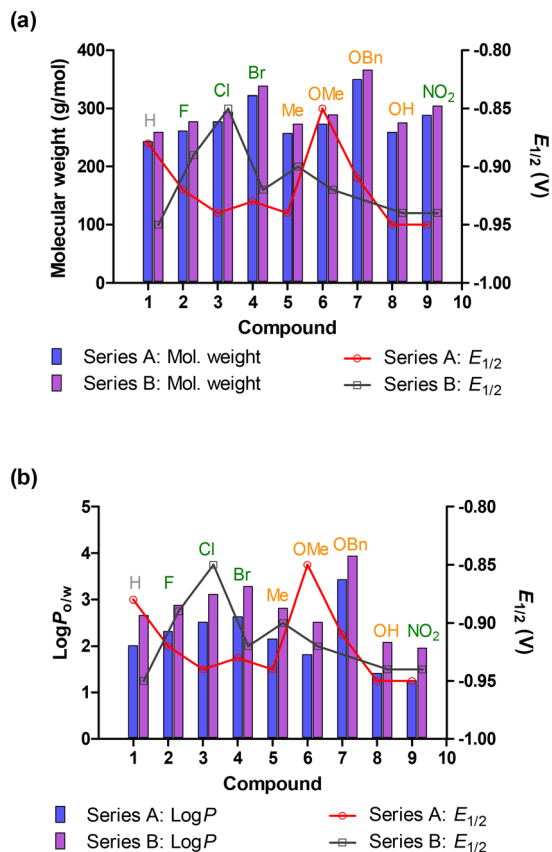 (a)
Molecular weight (g/mol)
400
300
200
100
0
H
F
Cl
Br
Me
OMe
OBn
OH
NO2
-0.80
-0.85
-0.90
-0.95
-1.00
E1/2 (V)
1 2 3 4 5 6 7 8 9 10
Compound
Series A: Mol. weight
Series B: Mol. weight
Series A: E1/2
Series B: E1/2
(b)
LogPo/w
5
4
3
2
1
0
H
F
Cl
Br
Me
OMe
OBn
OH
NO2
-0.80
-0.85
-0.90
-0.95
-1.00
E1/2 (V)
1 2 3 4 5 6 7 8 9 10
Compound
Series A: LogP
Series B: LogP
Series A: E1/2
Series B: E1/2